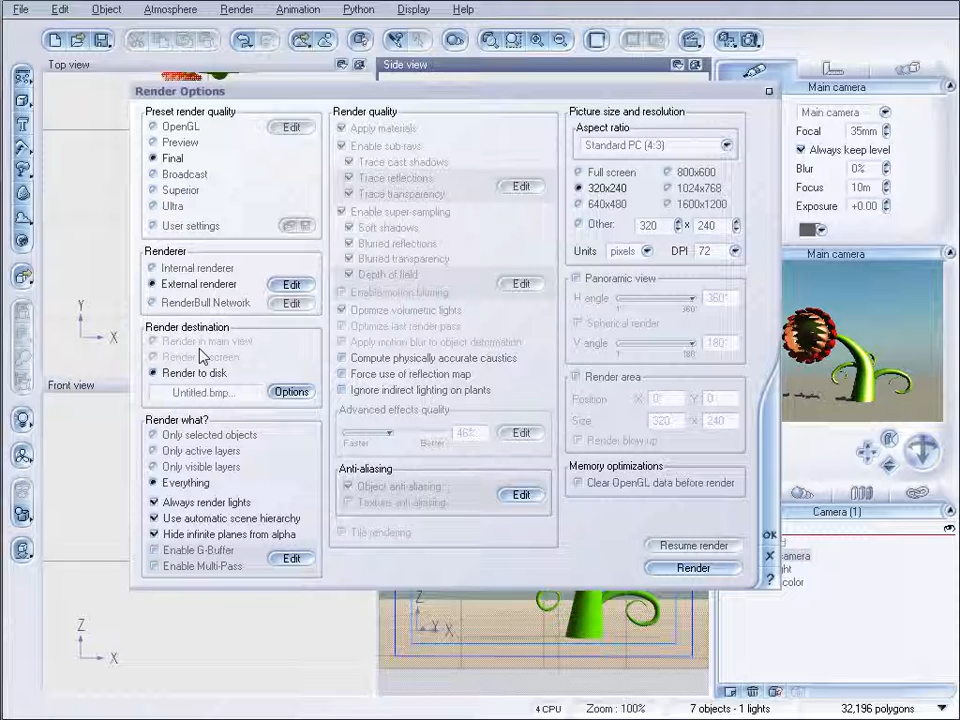 File Edit Object Atmosphere Render Animation Python Display Help
Top view
Side view
Render Options
Main camera
Preset render quality
OpenGL
Edit
Preview
Final
Broadcast
Superior
Ultra
User settings
Renderer
Internal renderer
External renderer
Edit
RenderBull Network
Edit
Render destination
Render in main view
Render to disk
Untitled.bmp...
Options
Render what?
Only selected objects
Only active layers
Only visible layers
Everything
Always render lights
Use automatic scene hierarchy
Hide infinite planes from alpha
Enable G-Buffer
Edit
Enable Multi-Pass
Render quality
Apply materials
Enable sub-rays
Trace cast shadows
Trace reflections
Edit
Trace transparency
Enable super-sampling
Soft shadows
Blurred reflections
Blurred transparency
Depth of field
Edit
Enable motion blurring
Optimize volumetric lights
Optimize last render pass
Apply motion blur to object deformation
Compute physically accurate caustics
Force use of reflection map
Ignore indirect lighting on plants
Advanced effects quality
Faster
Better
46%
Edit
Anti-aliasing
Object anti-aliasing
Edit
Texture anti-aliasing
Tile rendering
Picture size and resolution
Aspect ratio
Standard PC (4:3)
Full screen
800x600
320x240
1024x768
640x480
1600x1200
Other:
320 x 240
Units pixels
DPI 72
Panoramic view
H angle
1
360
360°
Spherical render
V angle
1
180
180°
Render area
Position X 0 Y 0
Size 320 x 240
Render blow up
Memory optimizations
Clear OpenGL data before render
Resume render
OK
Render
Main camera
Focal 35mm
Always keep level
Blur 0%
Focus 10m
Exposure +0.00
Main camera
Camera (1)
Y
X
Front view
Z
X
Z
Y X
4 CPU
Zoom : 100%
7 objects - 1 lights
32,196 polygons